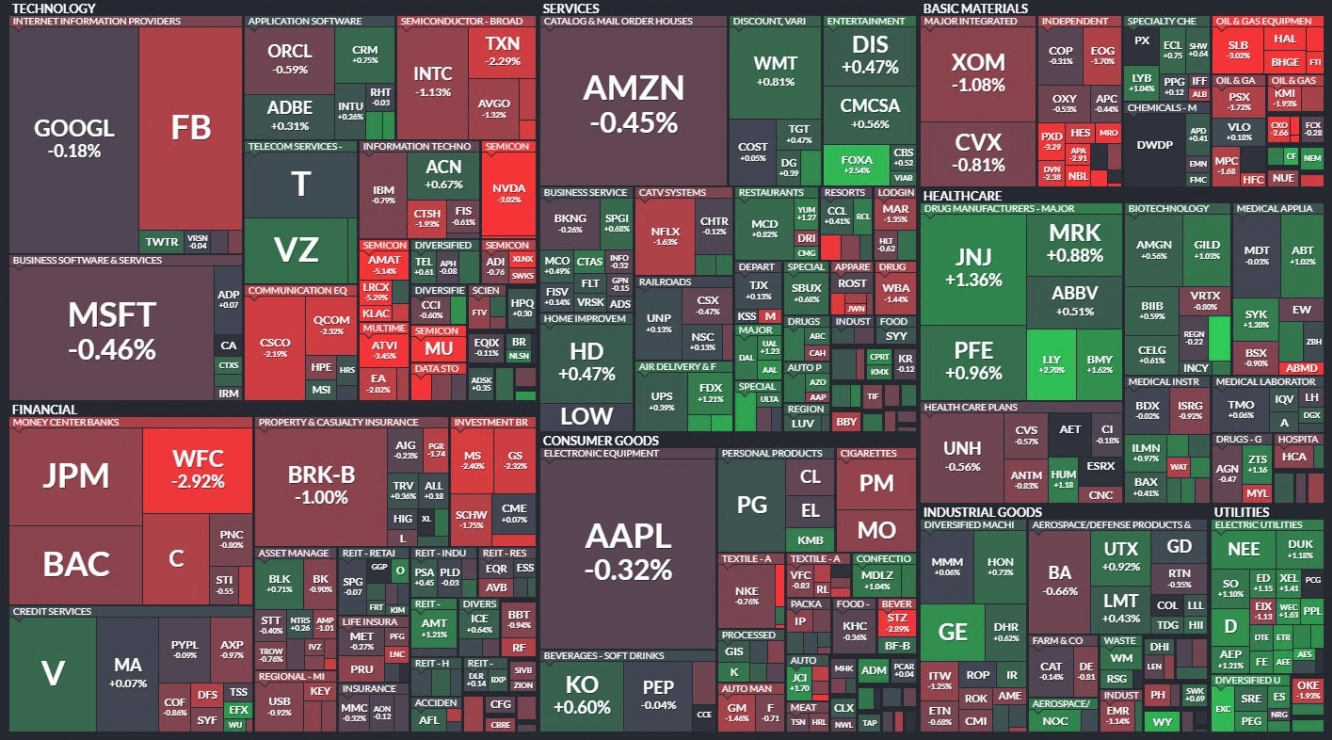 TECHNOLOGY
INTERNET INFORMATION PROVIDERS
GOOGL
-0.18%
FB
TWTR
VRSN
-0.04
APPLICATION SOFTWARE
ORCL
-0.59%
CRM
+0.75%
ADBE
+0.31%
INTU
+0.26%
RHT
-0.03
SEMICONDUCTOR - BROAD
INTC
-1.13%
TXN
-2.29%
AVGO
-1.32%
TELECOM SERVICES -
T
VZ
INFORMATION TECHNO
IBM
-0.79%
ACN
+0.67%
CTSH
-1.93%
FIS
-0.61%
SEMICON
NVDA
-3.02%
BUSINESS SOFTWARE & SERVICES
MSFT
-0.46%
ADP
+0.07
CA
CTXS
IRM
COMMUNICATION EQ
CSCO
-2.19%
QCOM
-2.32%
HPE
HRS
MSI
SEMICON
AMAT
-5.14%
LRCX
-5.29%
KLAC
DIVERSIFIED
TEL
+0.61
APH
-0.08
SEMICON
ADI
-0.76
XLNX
SWKS
DIVERSIFIE
CCI
-0.60%
SCIEN
FTV
HPQ
+0.30
MULTIME
ATVI
-3.45%
EA
-2.02%
SEMICON
MU
EQIX
-0.11%
BR
NLSN
DATA STO
ADSK
+0.35
FINANCIAL
MONEY CENTER BANKS
JPM
WFC
-2.92%
BAC
C
PNC
-0.80%
STI
-0.55
CREDIT SERVICES
V
MA
+0.07%
PYPL
-0.09%
AXP
-0.97%
COF
-0.86%
DFS
SYF
TSS
EFX
WU
PROPERTY & CASUALTY INSURANCE
BRK-B
-1.00%
AIG
-0.23%
PGR
-1.74
TRV
+0.36%
ALL
+0.18
HIG
XL
L
INVESTMENT BR
MS
-2.40%
GS
-2.32%
SCHW
-1.75%
CME
+0.07%
ASSET MANAGE
BLK
+0.71%
BK
-0.90%
STT
-0.40%
NTRS
+0.26
AMP
-1.01
TROW
-0.76%
IVZ
REGIONAL - MI
USB
-0.92%
KEY
REIT - RETAI
SPG
-0.07
GGP
O
FRT
KIM
LIFE INSURA
MET
-0.27%
PFG
LNC
PRU
INSURANCE
MMC
-0.32%
AON
-0.12
REIT - INDU
PSA
+0.45
PLD
-0.03
REIT - RES
EQR
ESS
AVB
REIT -
AMT
+1.21%
DIVERS
ICE
+0.64%
BBT
-0.94%
RF
REIT - H
REIT -
DLR
+0.14
BXP
SIVB
ZION
ACCIDEN
AFL
CFG
CBRE
SERVICES
CATALOG & MAIL ORDER HOUSES
AMZN
-0.45%
DISCOUNT, VARI
WMT
+0.81%
COST
+0.05%
TGT
+0.47%
DG
+0.39
ENTERTAINMENT
DIS
+0.47%
CMCSA
+0.56%
FOXA
+2.54%
CBS
+0.52
VIAB
BUSINESS SERVICE
BKNG
-0.26%
SPGI
+0.68%
MCO
+0.49%
CTAS
INFO
-0.32
FISV
+0.14%
FLT
GPN
-0.15
VRSK
ADS
CATV SYSTEMS
NFLX
-1.63%
CHTR
-0.12%
RESTAURANTS
MCD
+0.82%
YUM
+1.27
DRI
CMG
RESORTS
CCL
+0.41%
RCL
LODGIN
MAR
-1.35%
HLT
-0.62
RAILROADS
UNP
+0.13%
CSX
-0.47%
NSC
+0.13%
DEPART
TJX
+0.13%
KSS
M
SPECIAL
SBUX
+0.68%
APPARE
ROST
JWN
DRUG
WBA
-1.44%
HOME IMPROVEM
HD
+0.47%
LOW
AIR DELIVERY & F
UPS
+0.39%
FDX
+1.21%
MAJOR
DAL
UAL
+1.23
AAL
DRUGS
ABC
CAH
INDUST
FOOD
SYY
CPRT
KMX
KR
-0.12
SPECIAL
ULTA
AUTO P
AZO
AAP
TIF
REGION
LUV
BBY
CONSUMER GOODS
ELECTRONIC EQUIPMENT
AAPL
-0.32%
PERSONAL PRODUCTS
PG
CL
EL
KMB
CIGARETTES
PM
MO
TEXTILE - A
NKE
-0.76%
TEXTILE - A
VFC
-0.83
RL
CONFECTIO
MDLZ
+1.04%
PACKA
IP
FOOD -
KHC
-0.36%
BEVER
STZ
-2.89%
BF-B
PROCESSED
GIS
K
BEVERAGES - SOFT DRINKS
KO
+0.60%
PEP
-0.04%
CCE
AUTO
JCI
+1.70
MHK
ADM
PCAR
+0.04
AUTO MAN
GM
-1.46%
F
-0.71
MEAT
TSN
HRL
CLX
NWL
TAP
BASIC MATERIALS
MAJOR INTEGRATED
XOM
-1.08%
CVX
-0.81%
INDEPENDENT
COP
-0.31%
EOG
-1.70%
OXY
-0.53%
APC
-0.44%
PXD
-3.29
HES
MRO
APA
-2.91
DVN
-2.38
NBL
SPECIALTY CHE
PX
ECL
+0.75
SHW
+0.64
LYB
+1.04%
PPG
+0.12
IFF
ALB
CHEMICALS - M
DWDP
APD
+0.41
EMN
FMC
OIL & GAS EQUIPMEN
SLB
-3.02%
HAL
BHGE
FTI
OIL & GA
PSX
-1.72%
VLO
+0.18%
MPC
-1.68
HFC
OIL & GAS
KMI
-1.93%
CXO
-2.66
FCX
-0.28
CF
NEM
NUE
HEALTHCARE
DRUG MANUFACTURERS - MAJOR
JNJ
+1.36%
MRK
+0.88%
ABBV
+0.51%
PFE
+0.96%
LLY
+2.70%
BMY
+1.62%
BIOTECHNOLOGY
AMGN
+0.56%
GILD
+1.03%
BIIB
+0.59%
VRTX
-0.80%
REGN
-0.22
CELG
+0.61%
INCY
MEDICAL APPLIA
MDT
-0.03%
ABT
+1.02%
SYK
+1.20%
EW
BSX
-0.90%
ZBH
ABMD
HEALTH CARE PLANS
UNH
-0.56%
CVS
-0.57%
AET
CI
-0.18%
ANTM
-0.83%
HUM
+1.18
ESRX
CNC
MEDICAL INSTR
BDX
-0.02%
ISRG
-0.92%
ILMN
+0.97%
WAT
BAX
+0.41%
MEDICAL LABORATOR
TMO
+0.06%
IQV
LH
A
DGX
DRUGS - G
AGN
-0.47
ZTS
+1.16
MYL
HOSPITA
HCA
INDUSTRIAL GOODS
DIVERSIFIED MACHI
MMM
+0.06%
HON
+0.73%
GE
DHR
+0.62%
ITW
-1.25%
ROP
IR
ETN
-0.68%
ROK
AME
CMI
AEROSPACE/DEFENSE PRODUCTS &
BA
-0.66%
UTX
+0.92%
GD
RTN
-0.35%
LMT
+0.43%
COL
LLL
TDG
HII
FARM & CO
CAT
-0.14
DE
-0.81
WASTE
WM
RSG
DHI
LEN
AEROSPACE/
NOC
INDUST
EMR
-1.14%
PH
SWK
+0.69
WY
UTILITIES
ELECTRIC UTILITIES
NEE
DUK
+1.18%
SO
+1.10%
ED
+1.15
XEL
+1.41
PCG
D
EIX
-1.13
WEC
+1.63
PPL
DTE
ETR
AEP
+1.21%
FE
AEE
AES
DIVERSIFIED U
EXC
SRE
ES
OKE
-1.92%
PEG
NRG